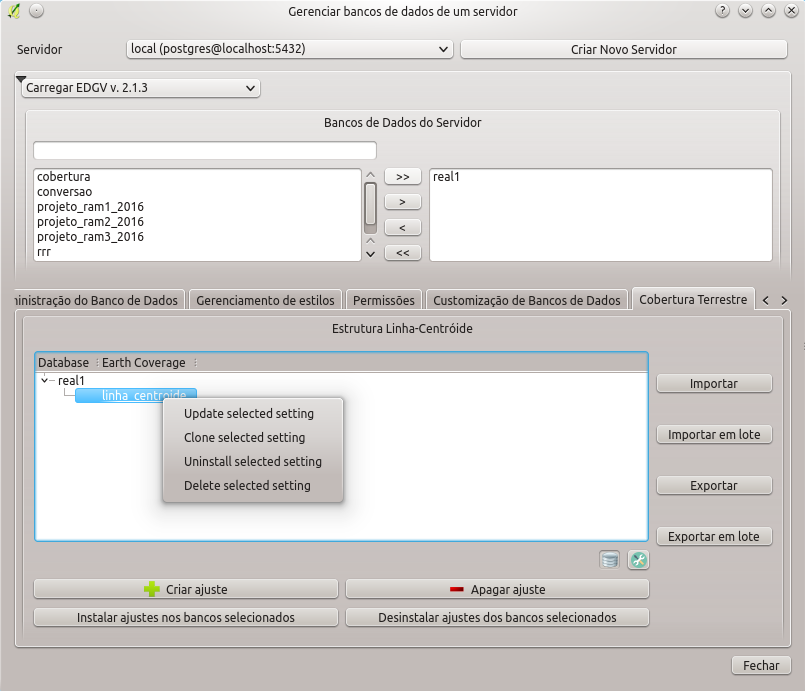 Gerenciar bancos de dados de um servidor
Servidor
local (postgres@localhost:5432)
Criar Novo Servidor
Carregar EDGV v. 2.1.3
Bancos de Dados do Servidor
cobertura
conversao
projeto_ram1_2016
projeto_ram2_2016
projeto_ram3_2016
rrr
>>
>
<
<<
real1
inistração do Banco de Dados
Gerenciamento de estilos
Permissões
Customização de Bancos de Dados
Cobertura Terrestre
Estrutura Linha-Centróide
Database
Earth Coverage
real1
linha_centroide
Update selected setting
Clone selected setting
Uninstall selected setting
Delete selected setting
Importar
Importar em lote
Exportar
Exportar em lote
Criar ajuste
Apagar ajuste
Instalar ajustes nos bancos selecionados
Desinstalar ajustes dos bancos selecionados
Fechar